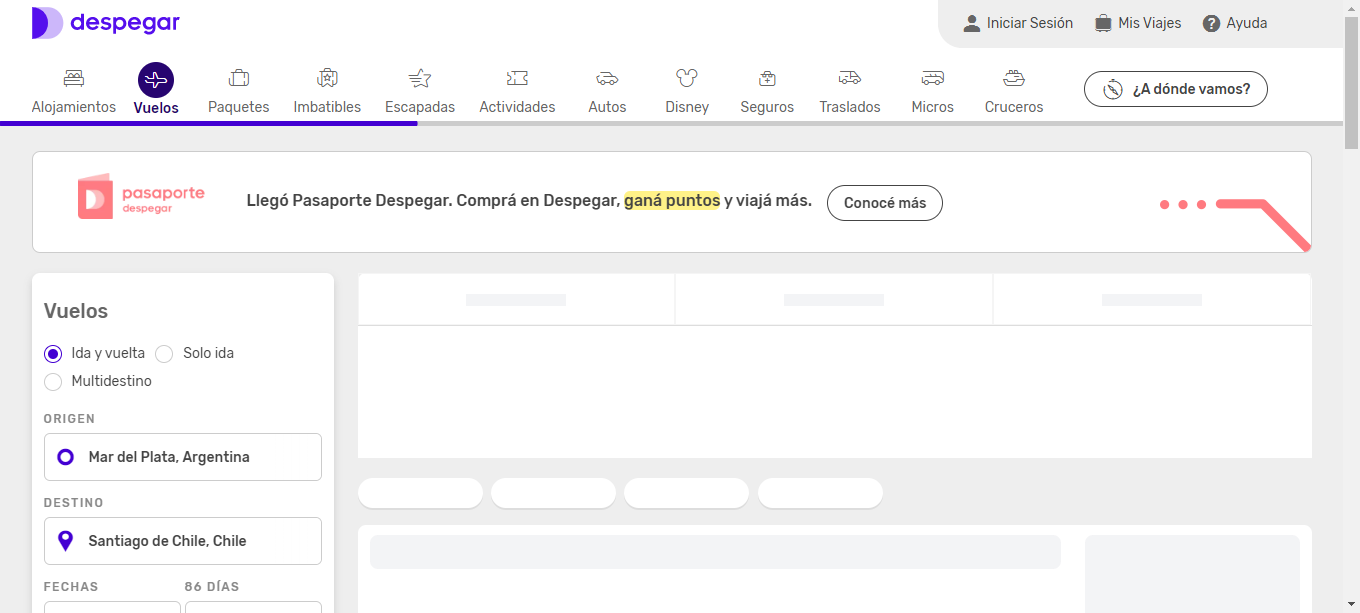 despegar
Iniciar Sesión Mis Viajes Ayuda
Alojamientos Vuelos Paquetes Imbatibles Escapadas Actividades Autos Disney Seguros Traslados Micros Cruceros ¿A dónde vamos?
pasaporte
despegar
Llegó Pasaporte Despegar. Comprá en Despegar, ganá puntos y viajá más. Conocé más
Vuelos
Ida y vuelta Solo ida
Multidestino
ORIGEN
Mar del Plata, Argentina
DESTINO
Santiago de Chile, Chile
FECHAS 86 DÍAS